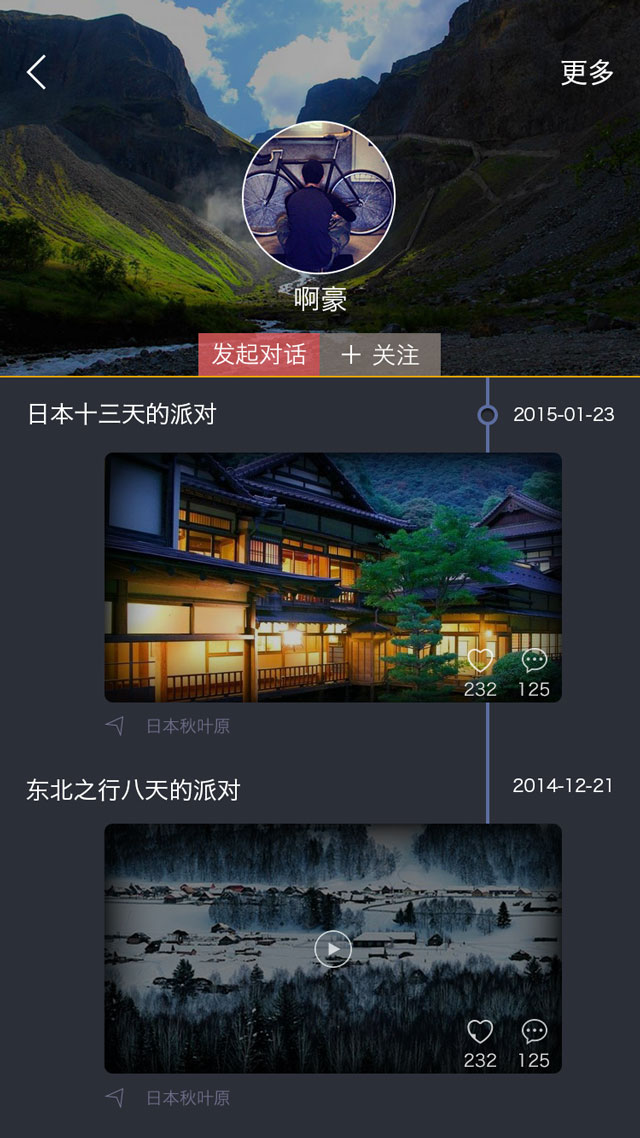 更多
啊豪
发起对话
十 关注
日本十三天的派对
2015-01-23
232
125
日本秋叶原
东北之行八天的派对
2014-12-21
232
125
日本秋叶原